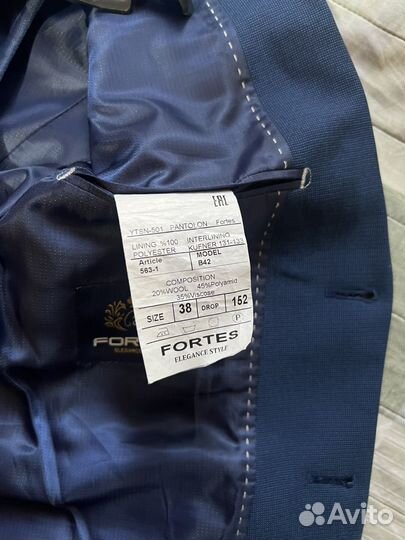 EAC
YTSN-501 PANTOLON Fortes
LINING %100 INTERLINING
POLYESTER KUFNER 131-133
Article MODEL
563-1 B42
COMPOSITION
20%WOOL 45%Polyamid
35%Viscose
SIZE 38 DROP 152
P
FORTES
ELEGANCE STYLE
FOR
Avito